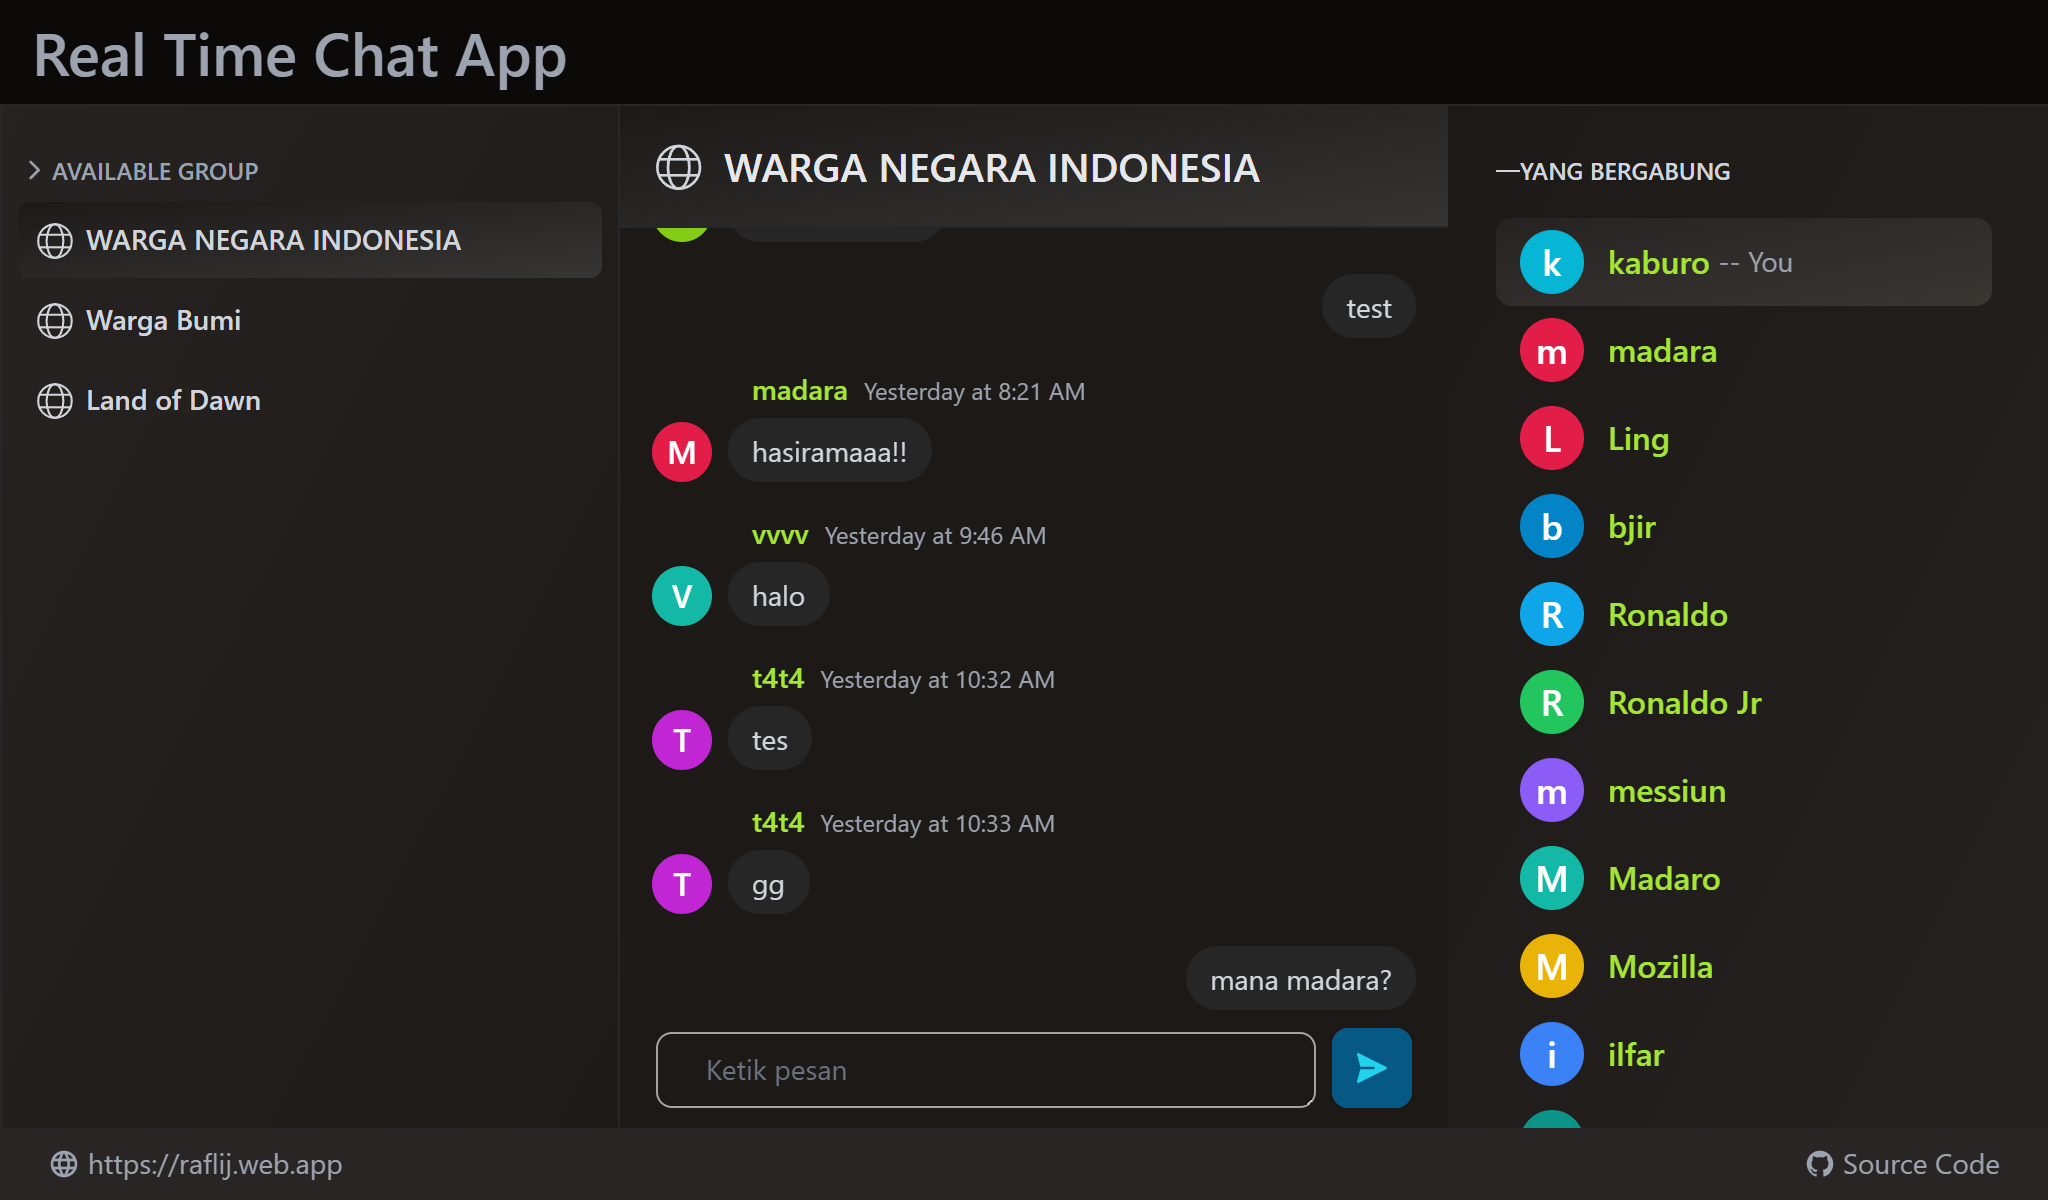 Real Time Chat App
AVAILABLE GROUP
WARGA NEGARA INDONESIA
Warga Bumi
Land of Dawn
WARGA NEGARA INDONESIA
test
madara Yesterday at 8:21 AM
M hasiramaaa!!
vvvv Yesterday at 9:46 AM
V halo
t4t4 Yesterday at 10:32 AM
T tes
t4t4 Yesterday at 10:33 AM
T gg
mana madara?
Ketik pesan
—YANG BERGABUNG
k kaburo -- You
m madara
L Ling
b bjir
R Ronaldo
R Ronaldo Jr
m messiun
M Madaro
M Mozilla
i ilfar
https://raflij.web.app
Source Code